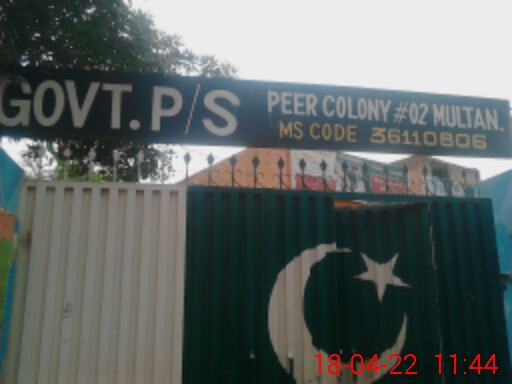 GOVT. P/S
PEER COLONY #02 MULTAN.
MS CODE 36110806
18-04-22 11:44